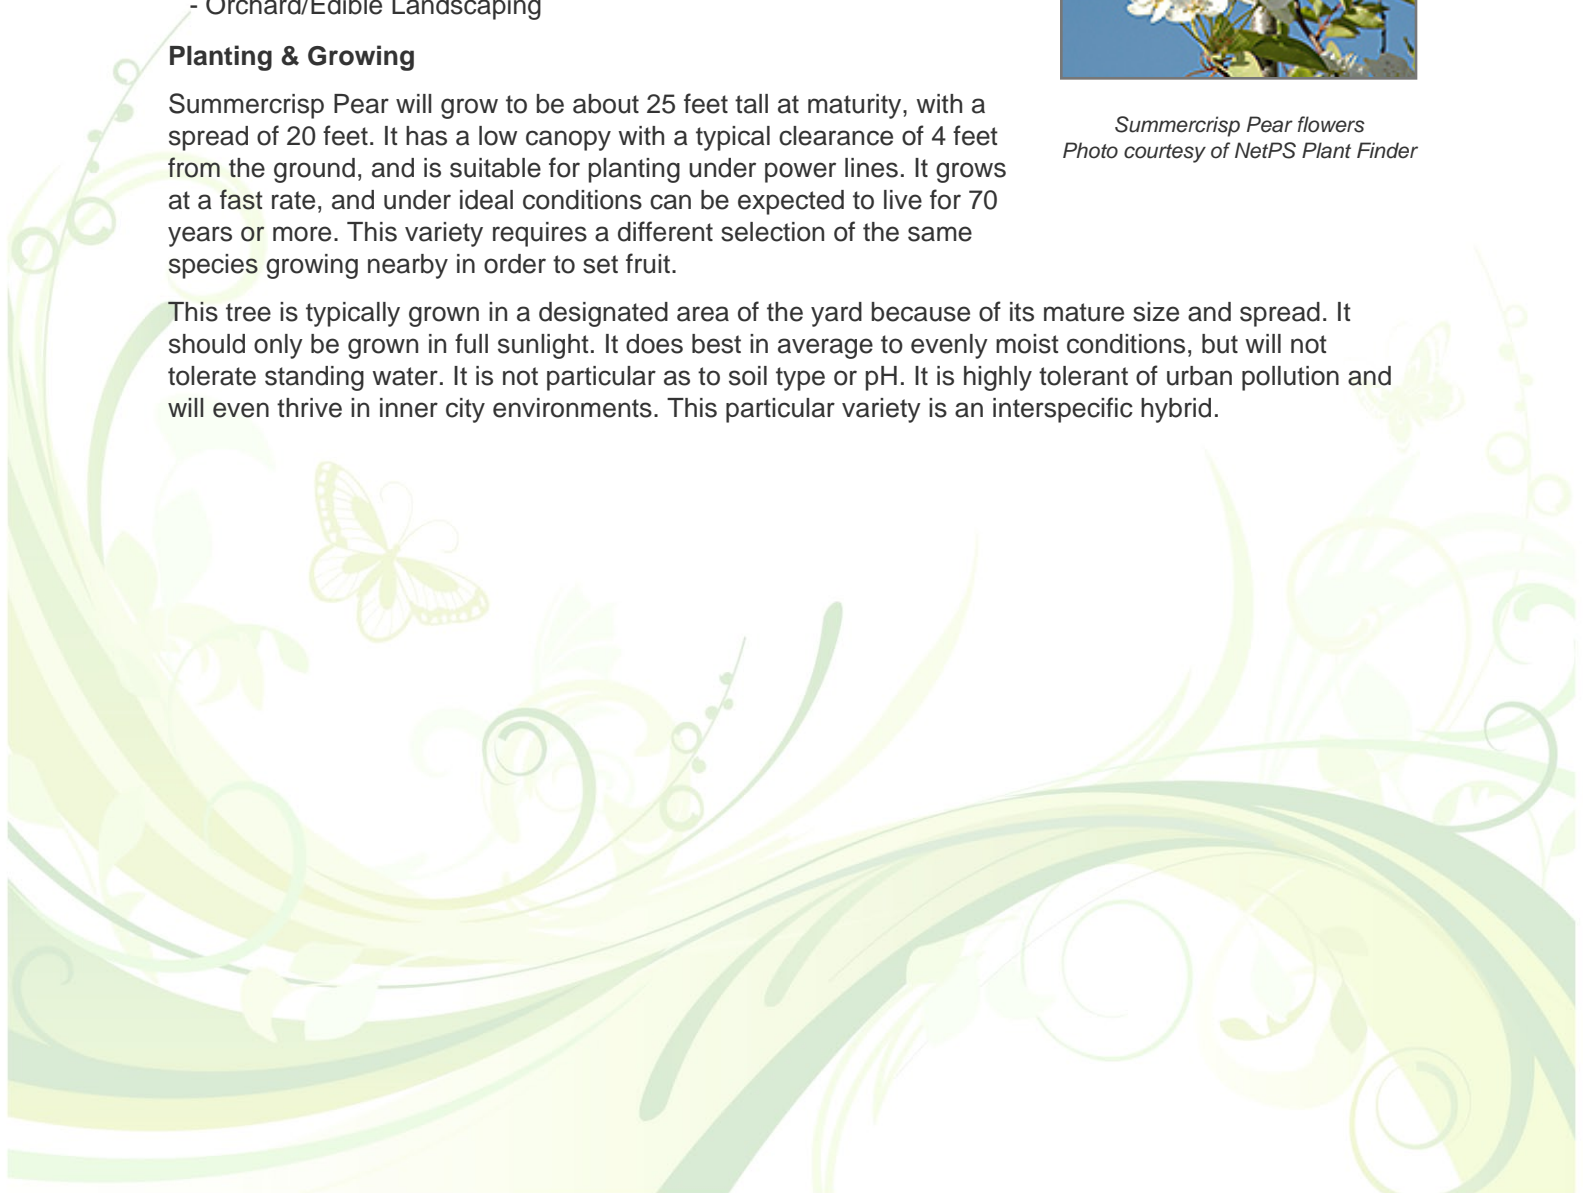 - Orchard/Edible Landscaping
Planting & Growing
Summercrisp Pear will grow to be about 25 feet tall at maturity, with a
spread of 20 feet. It has a low canopy with a typical clearance of 4 feet
from the ground, and is suitable for planting under power lines. It grows
at a fast rate, and under ideal conditions can be expected to live for 70
years or more. This variety requires a different selection of the same
species growing nearby in order to set fruit.
Summercrisp Pear flowers
Photo courtesy of NetPS Plant Finder
This tree is typically grown in a designated area of the yard because of its mature size and spread. It
should only be grown in full sunlight. It does best in average to evenly moist conditions, but will not
tolerate standing water. It is not particular as to soil type or pH. It is highly tolerant of urban pollution and
will even thrive in inner city environments. This particular variety is an interspecific hybrid.